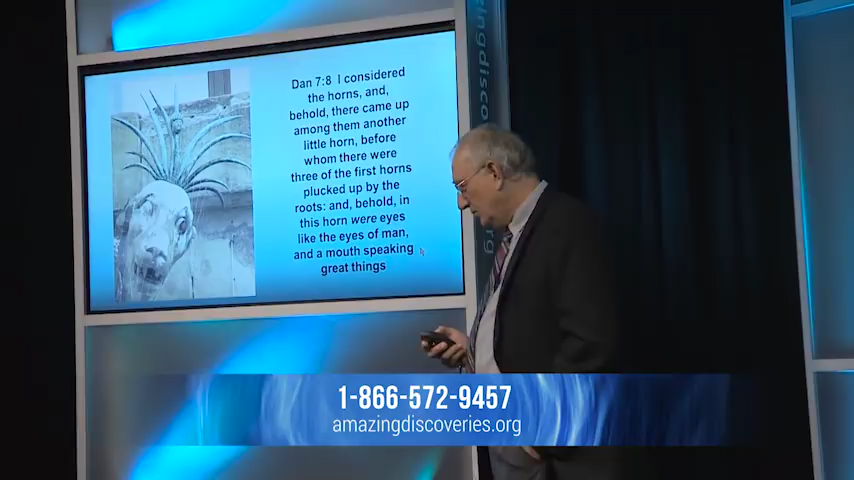 Dan 7:8 I considered
the horns, and,
behold, there came up
among them another
little horn, before
whom there were
three of the first horns
plucked up by the
roots: and, behold, in
this horn were eyes
like the eyes of man,
and a mouth speaking
great things
zingdisco
rg
1-866-572-9457
amazingdiscoveries.org